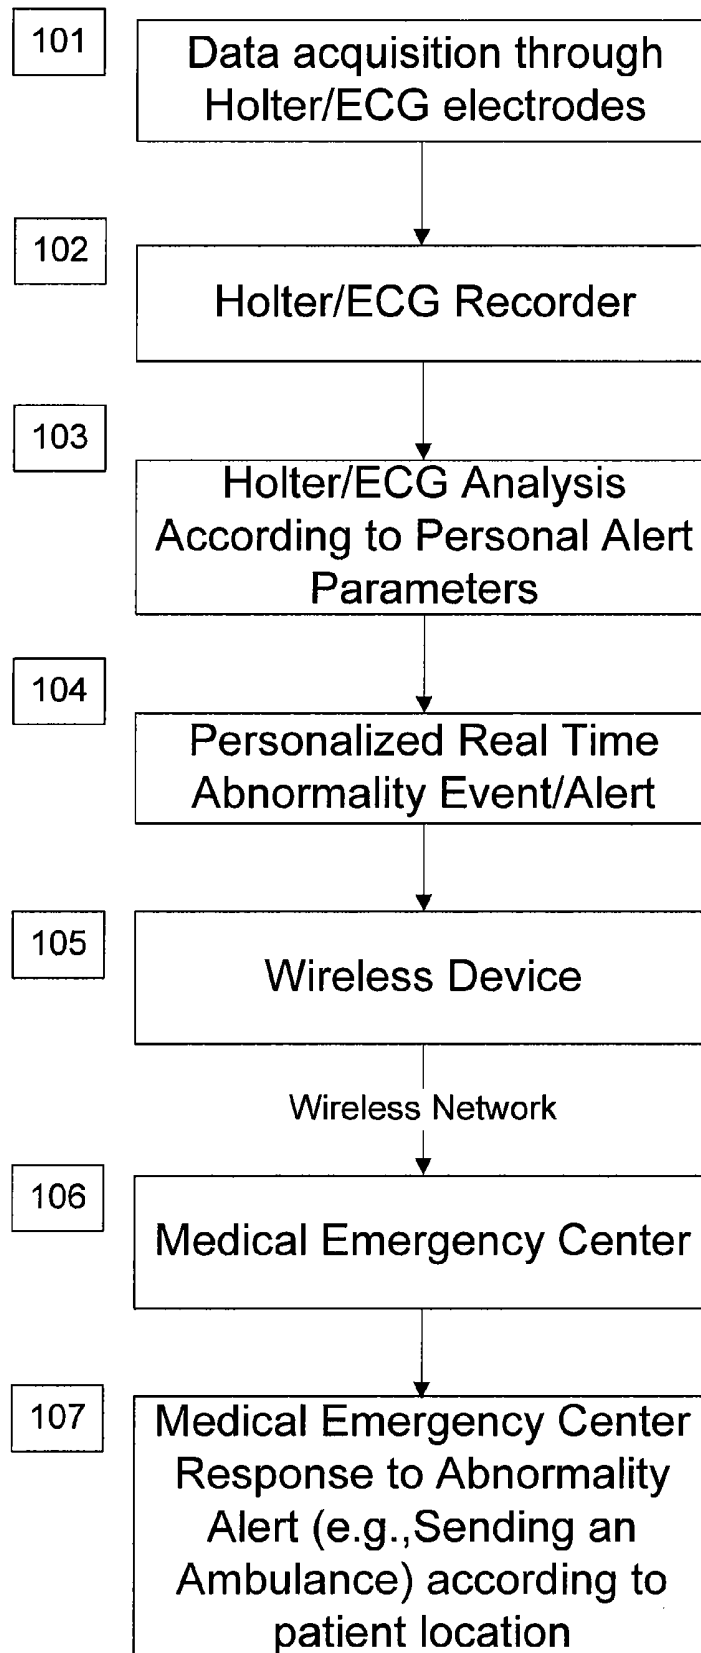 101
Data acquisition through
Holter/ECG electrodes
102
Holter/ECG Recorder
103
Holter/ECG Analysis
According to Personal Alert
Parameters
104
Personalized Real Time
Abnormality Event/Alert
105
Wireless Device
Wireless Network
106
Medical Emergency Center
107
Medical Emergency Center
Response to Abnormality
Alert (e.g.,Sending an
Ambulance) according to
patient location